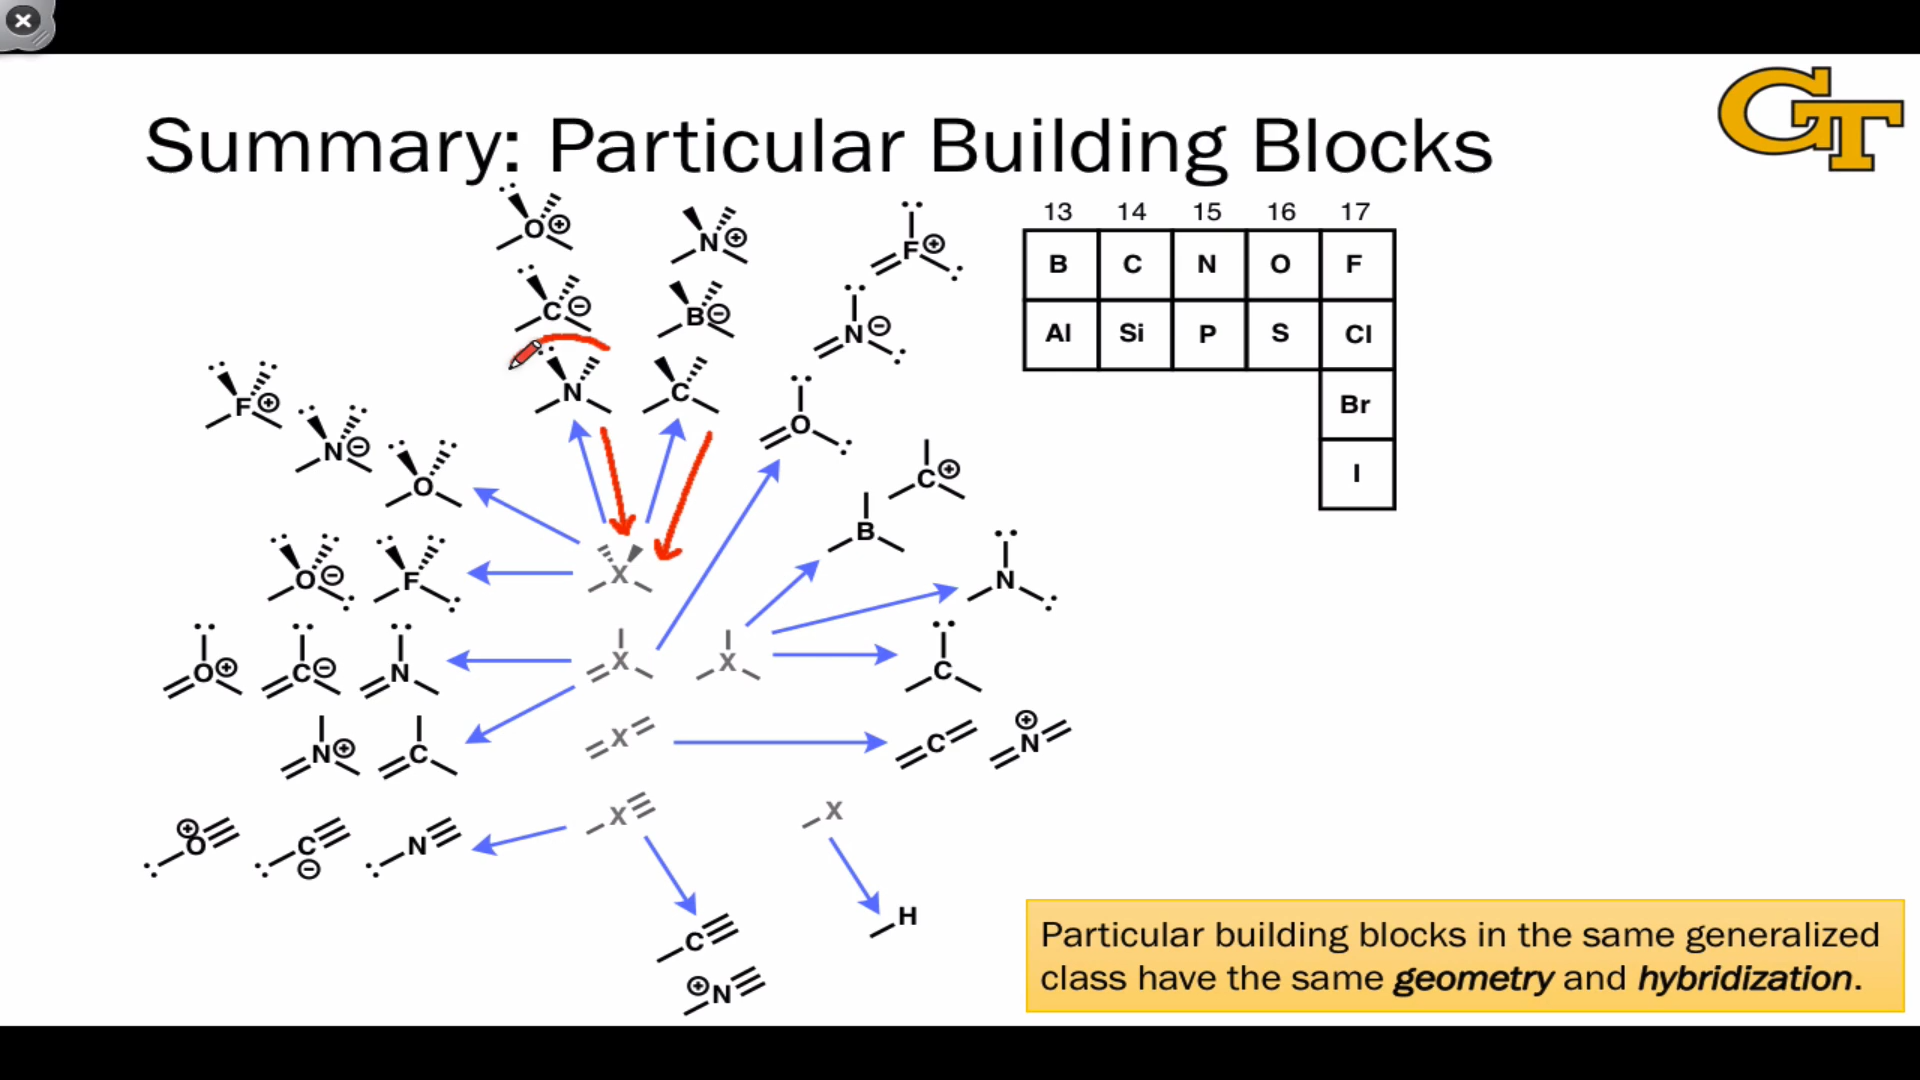 GT
Summary: Particular Building Blocks
O⊕
N⊕
F⊕
C⊖
B⊖
N⊖
N
C
O
F⊕
N⊖
O
C⊕
B
N
O⊖
F
X
O⊕
C⊖
N
X
X
C
N⊕
C
X
C
N⊕
O⊕
C⊖
N
X
X
C
H
N⊕
13 14 15 16 17
B C N O F
Al Si P S Cl
Br
I
Particular building blocks in the same generalized
class have the same geometry and hybridization.